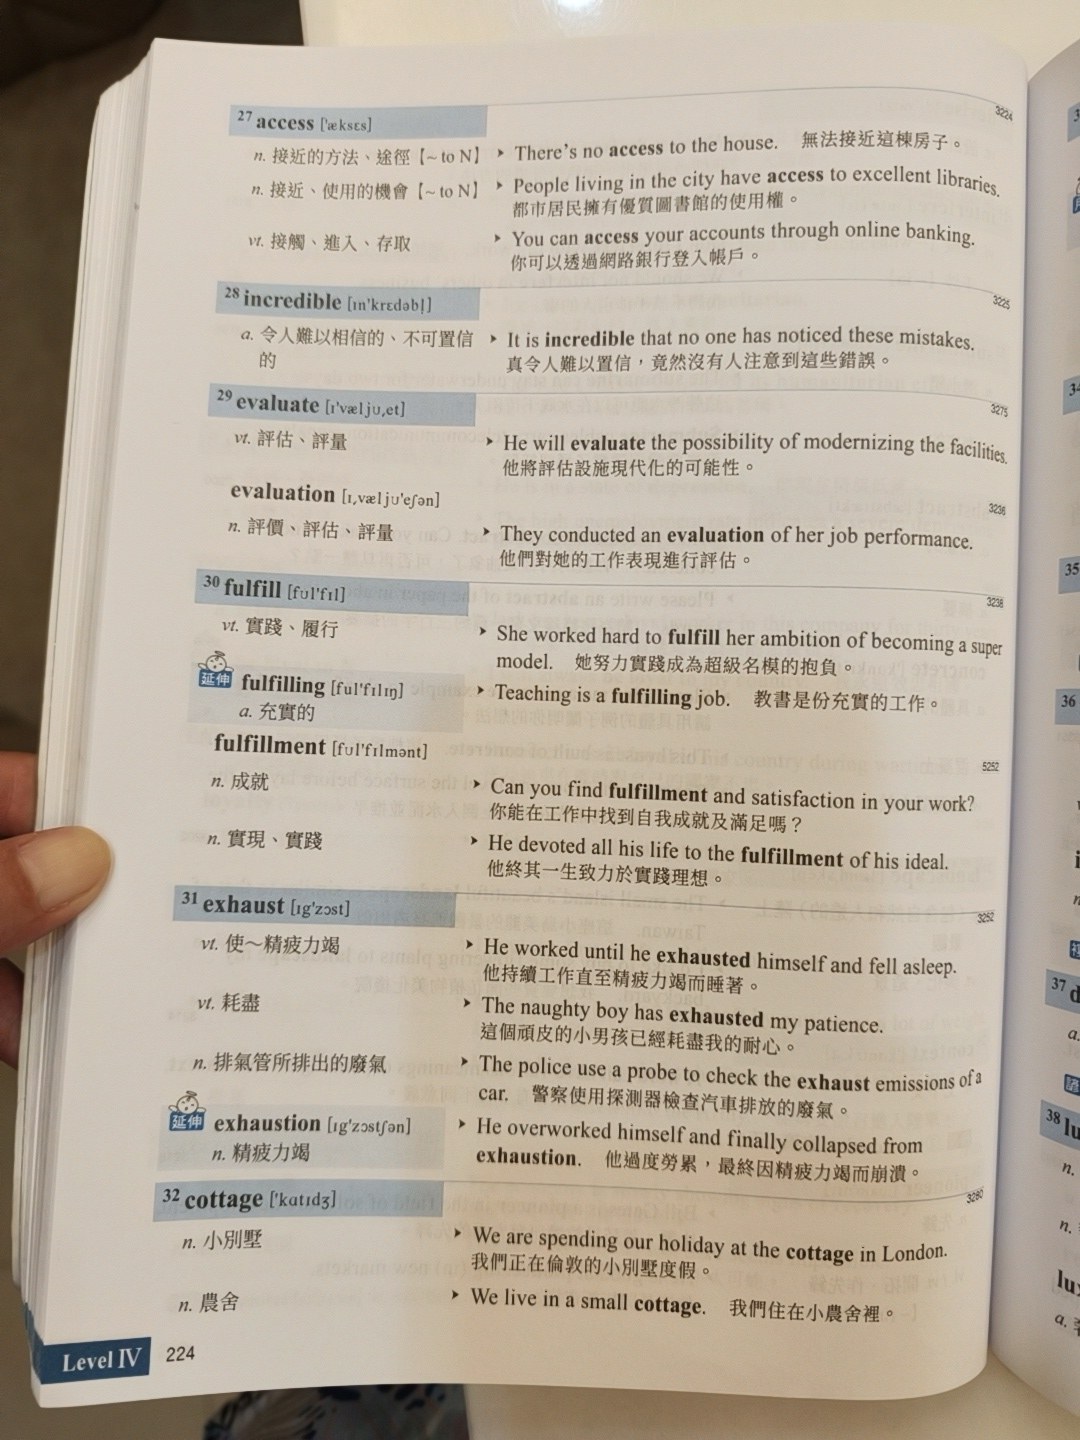 27 access [ˈæksɛs] 3224
n. 接近的方法、途徑【~ to N】 ‣ There's no access to the house. 無法接近這棟房子。
n. 接近、使用的機會【~ to N】 ‣ People living in the city have access to excellent libraries.
都市居民擁有優質圖書館的使用權。
vt. 接觸、進入、存取 ‣ You can access your accounts through online banking.
你可以透過網路銀行登入帳戶。
28 incredible [ɪnˈkrɛdəbl̩] 3225
a. 令人難以相信的、不可置信 ‣ It is incredible that no one has noticed these mistakes.
的 真令人難以置信，竟然沒有人注意到這些錯誤。
29 evaluate [ɪˈvæljʊˌet] 3275
vt. 評估、評量 ‣ He will evaluate the possibility of modernizing the facilities.
他將評估設施現代化的可能性。
evaluation [ɪˌvæljʊˈeʃən] 3236
n. 評價、評估、評量 ‣ They conducted an evaluation of her job performance.
他們對她的工作表現進行評估。
30 fulfill [fʊlˈfɪl] 3238
vt. 實踐、履行 ‣ She worked hard to fulfill her ambition of becoming a super
model. 她努力實踐成為超級名模的抱負。
延伸 fulfilling [fulˈfɪlɪŋ] ‣ Teaching is a fulfilling job. 教書是份充實的工作。
a. 充實的
fulfillment [fʊlˈfɪlmənt] 5252
n. 成就 ‣ Can you find fulfillment and satisfaction in your work?
你能在工作中找到自我成就及滿足嗎？
n. 實現、實踐 ‣ He devoted all his life to the fulfillment of his ideal.
他終其一生致力於實踐理想。
31 exhaust [ɪgˈzɔst] 3252
vt. 使～精疲力竭 ‣ He worked until he exhausted himself and fell asleep.
他持續工作直至精疲力竭而睡著。
vt. 耗盡 ‣ The naughty boy has exhausted my patience.
這個頑皮的小男孩已經耗盡我的耐心。
n. 排氣管所排出的廢氣 ‣ The police use a probe to check the exhaust emissions of a
car. 警察使用探測器檢查汽車排放的廢氣。
延伸 exhaustion [ɪgˈzɔstʃən] ‣ He overworked himself and finally collapsed from
n. 精疲力竭 exhaustion. 他過度勞累，最終因精疲力竭而崩潰。
32 cottage [ˈkɑtɪdʒ] 3260
n. 小別墅 ‣ We are spending our holiday at the cottage in London.
我們正在倫敦的小別墅度假。
n. 農舍 ‣ We live in a small cottage. 我們住在小農舍裡。
Level IV 224
35
36
37 d
a.
38 lu
n.
n.
lu
a.